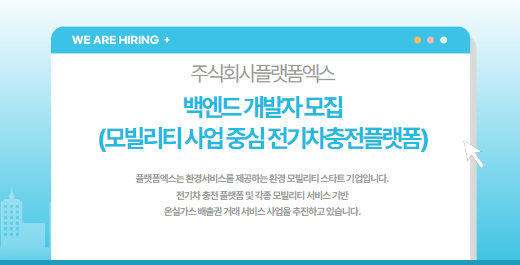 WE ARE HIRING +
주식회사플랫폼엑스
백엔드 개발자 모집
(모빌리티 사업 중심 전기차충전플랫폼)
플랫폼엑스는 환경서비스를 제공하는 환경 모빌리티 스타트 기업입니다.
전기차 충전 플랫폼 및 각종 모빌리티 서비스 기반
온실가스 배출권 거래 서비스 사업을 추진하고 있습니다.